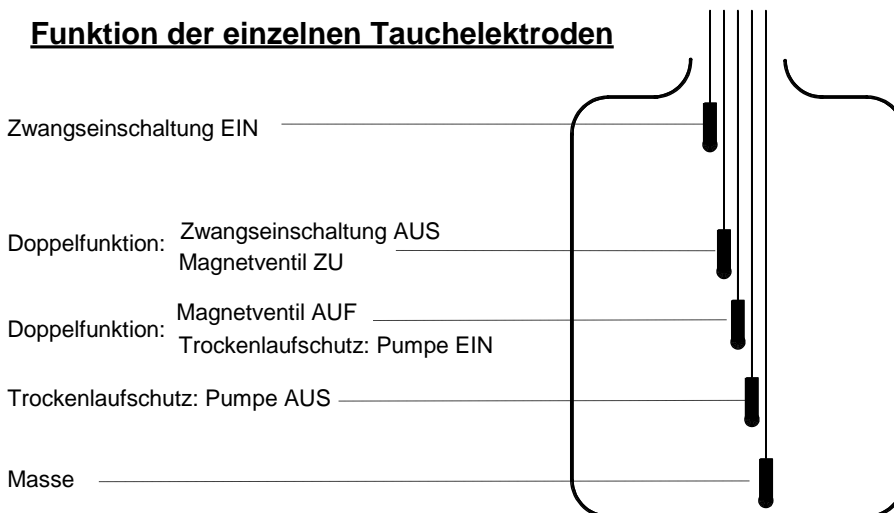 Funktion der einzelnen Tauchelektroden
Zwangseinschaltung EIN
Doppelfunktion: Zwangseinschaltung AUS
Magnetventil ZU
Doppelfunktion: Magnetventil AUF
Trockenlaufschutz: Pumpe EIN
Trockenlaufschutz: Pumpe AUS
Masse